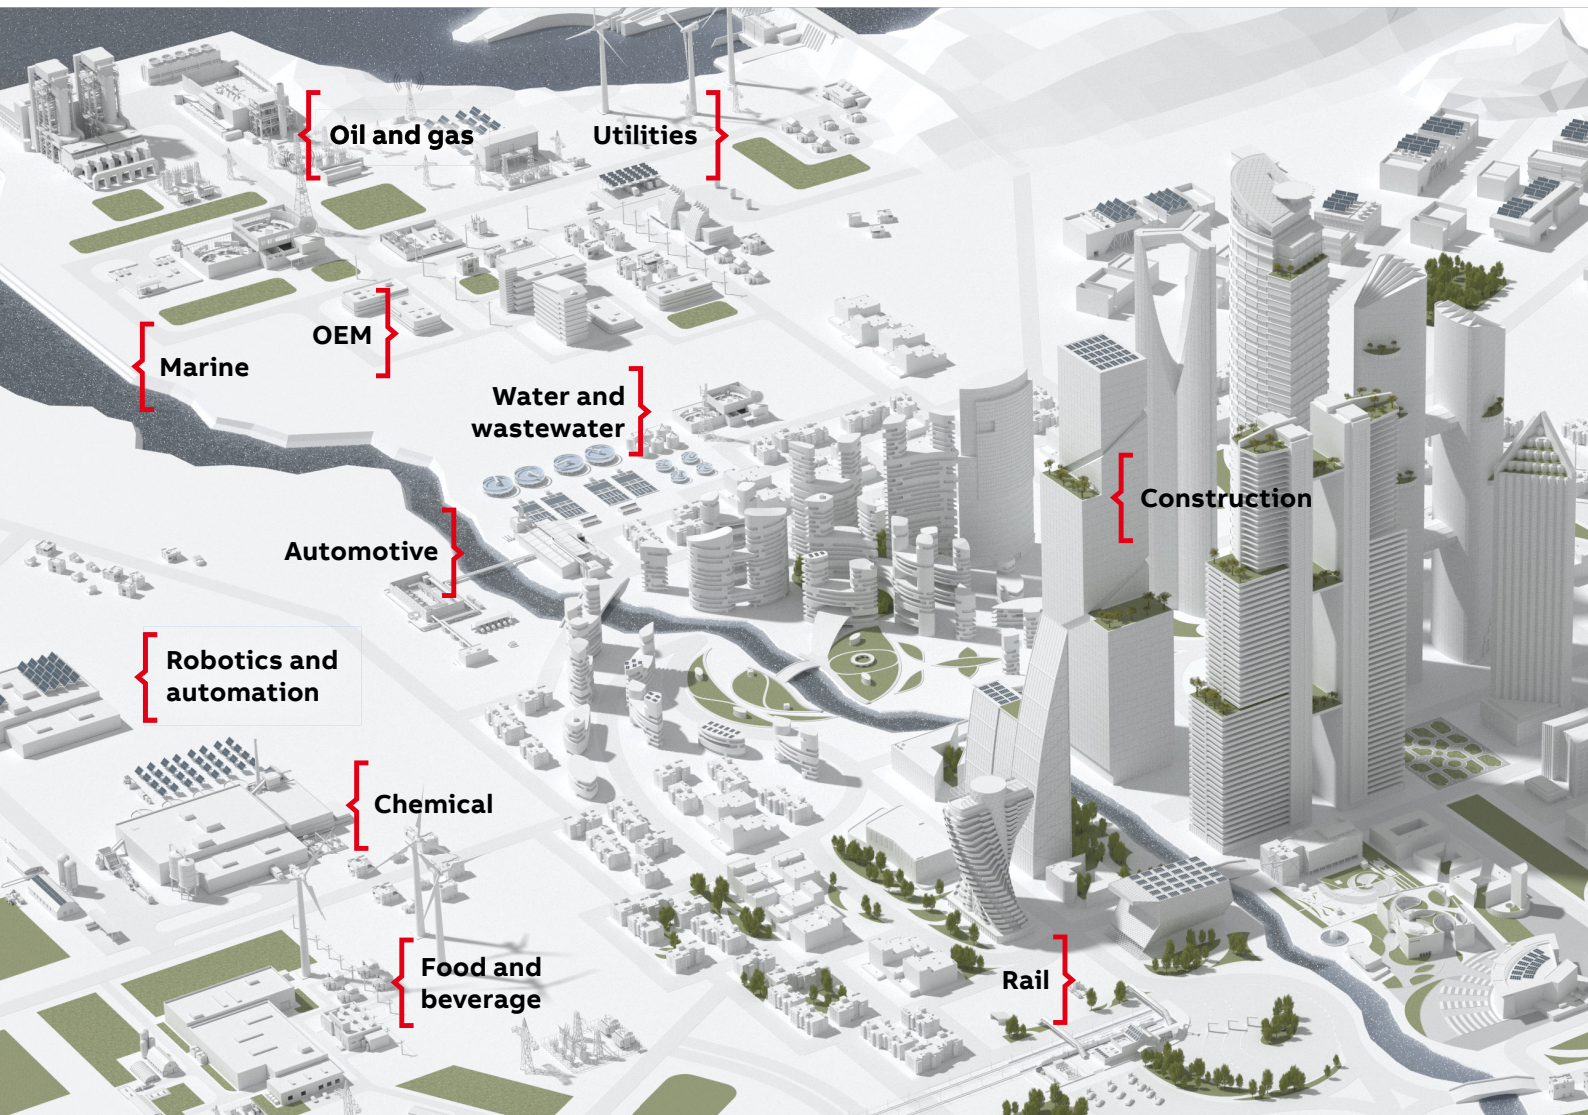 Oil and gas
Utilities
OEM
Marine
Water and
wastewater
Construction
Automotive
Robotics and
automation
Chemical
Food and
beverage
Rail